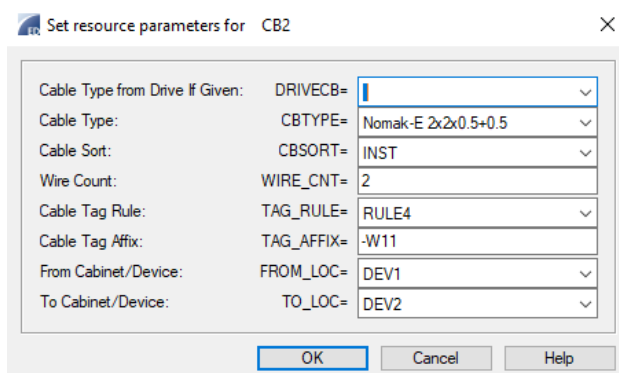 ED Set resource parameters for CB2
Cable Type from Drive If Given: DRIVECB=
Cable Type: CBTYPE= Nomak-E 2x2x0.5+0.5
Cable Sort: CBSORT= INST
Wire Count: WIRE_CNT= 2
Cable Tag Rule: TAG_RULE= RULE4
Cable Tag Affix: TAG_AFFIX= -W11
From Cabinet/Device: FROM_LOC= DEV1
To Cabinet/Device: TO_LOC= DEV2
OK Cancel Help